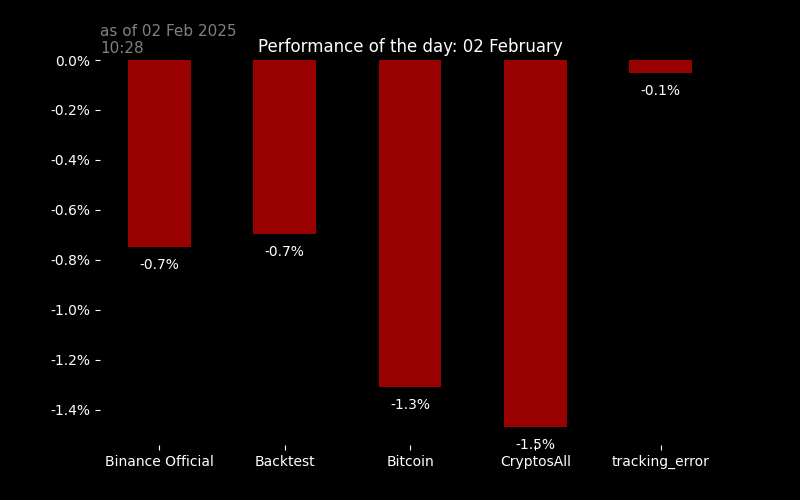 as of 02 Feb 2025
10:28
Performance of the day: 02 February
0.0%
-0.2%
-0.4%
-0.6%
-0.8%
-1.0%
-1.2%
-1.4%
-0.7%
-0.7%
-1.3%
-1.5%
-0.1%
Binance Official
Backtest
Bitcoin
CryptosAll
tracking_error